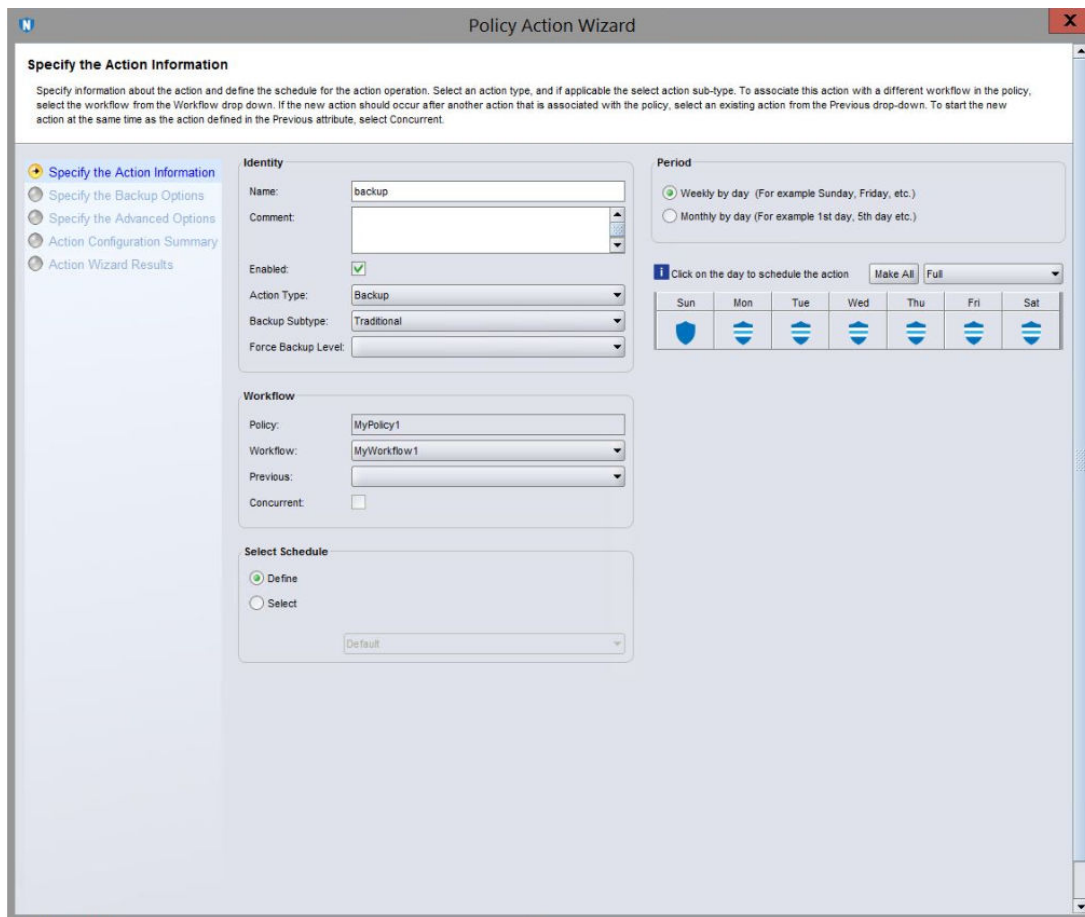 N
Policy Action Wizard
X
Specify the Action Information
Specify information about the action and define the schedule for the action operation. Select an action type, and if applicable the select action sub-type. To associate this action with a different workflow in the policy,
select the workflow from the Workflow drop down. If the new action should occur after another action that is associated with the policy, select an existing action from the Previous drop-down. To start the new
action at the same time as the action defined in the Previous attribute, select Concurrent.
Specify the Action Information
Specify the Backup Options
Specify the Advanced Options
Action Configuration Summary
Action Wizard Results
Identity
Name: backup
Comment:
Enabled:
Action Type: Backup
Backup Subtype: Traditional
Force Backup Level:
Workflow
Policy: MyPolicy1
Workflow: MyWorkflow1
Previous:
Concurrent:
Select Schedule
Define
Select
Default
Period
Weekly by day (For example Sunday, Friday, etc.)
Monthly by day (For example 1st day, 5th day etc.)
i Click on the day to schedule the action Make All Full
Sun Mon Tue Wed Thu Fri Sat